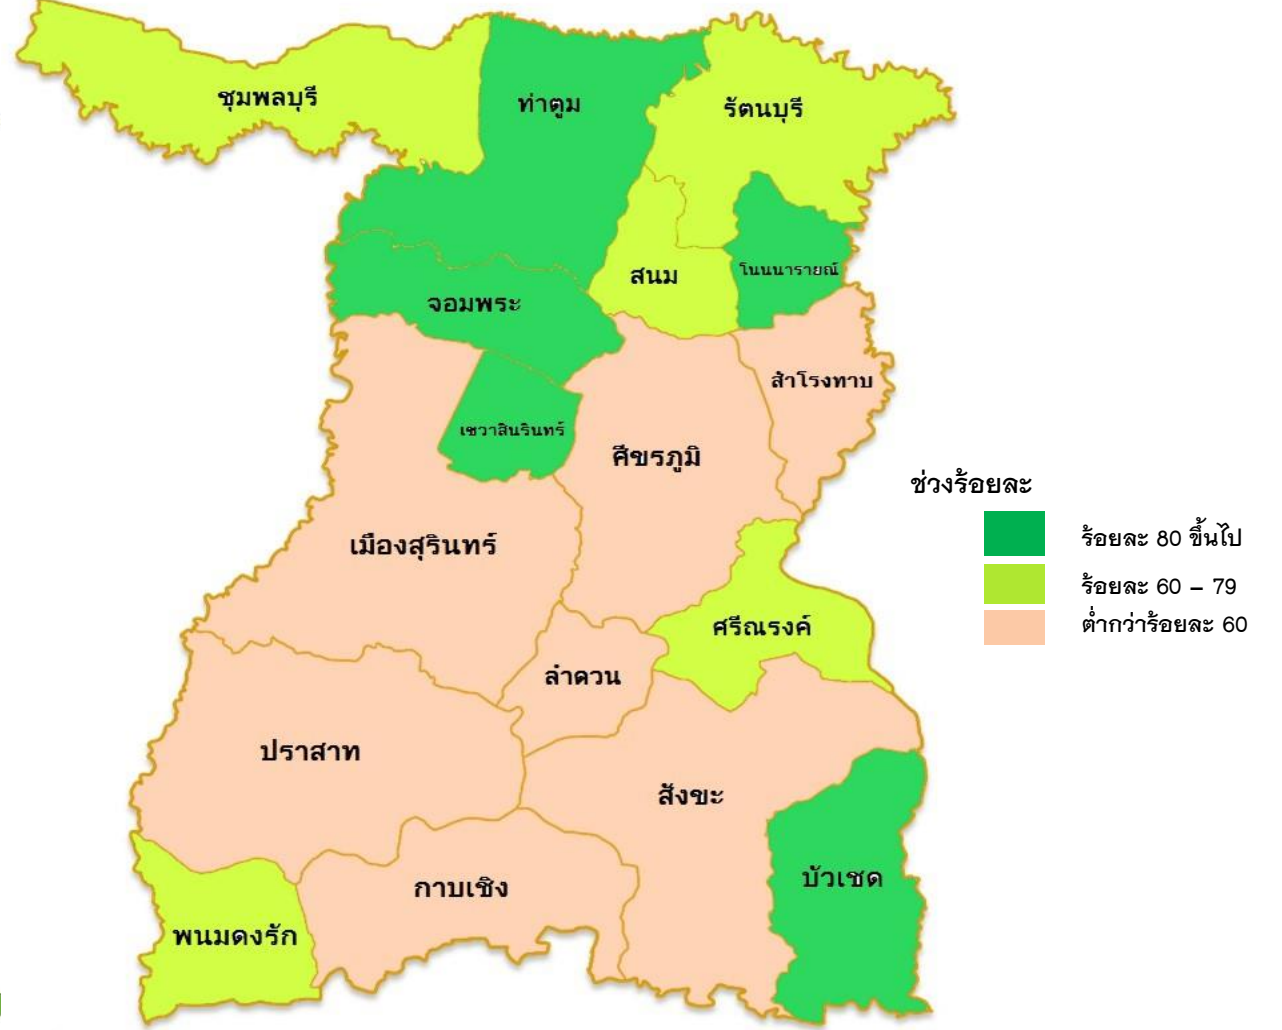 ชุมพลบุรี
ท่าตูม
รัตนบุรี
สนม
โนนนารายณ์
จอมพระ
สำโรงทาบ
เขวาสินรินทร์
ศีขรภูมิ
ช่วงร้อยละ
ร้อยละ 80 ขึ้นไป
เมืองสุรินทร์
ร้อยละ 60 – 79
ต่ำกว่าร้อยละ 60
ศรีณรงค์
ลำดวน
ปราสาท
สังขะ
บัวเชด
กาบเชิง
พนมดงรัก